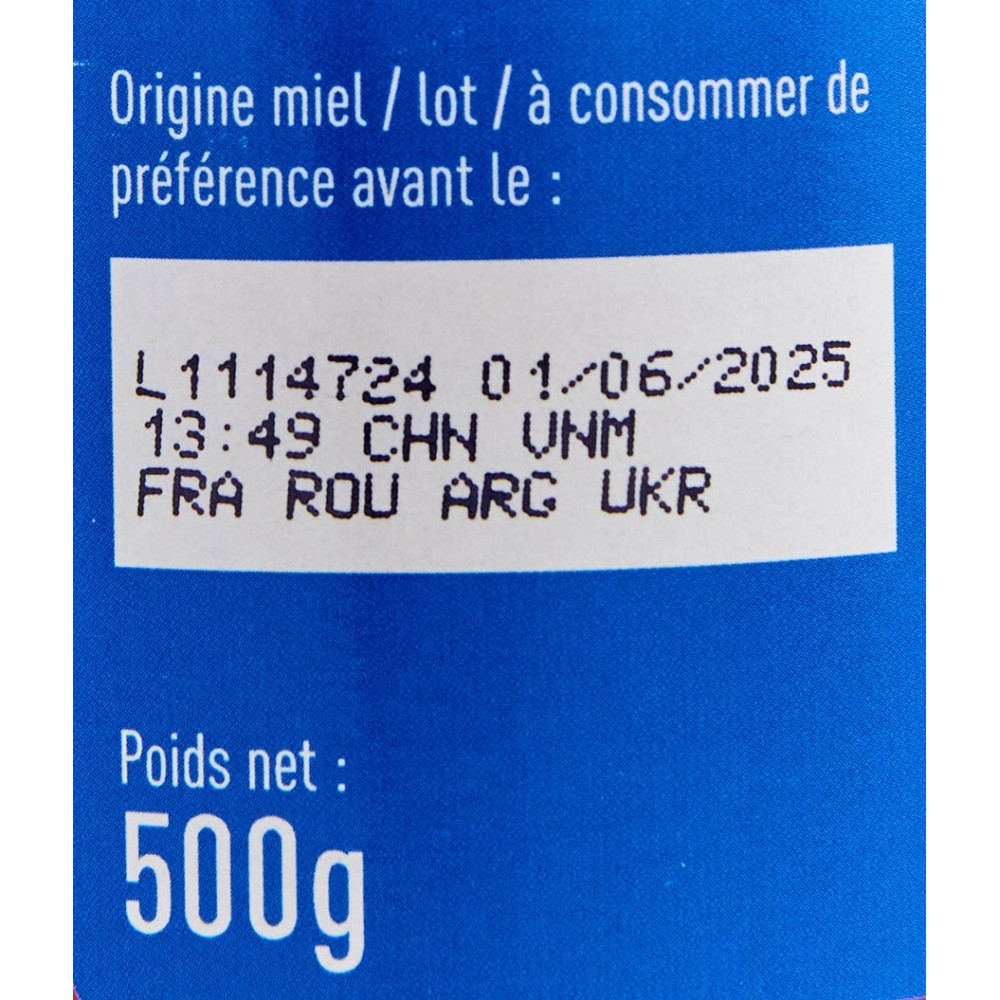 Origine miel / lot / à consommer de
préférence avant le :
L1114724 01/06/2025
13:49 CHN VNM
FRA ROU ARG UKR
Poids net :
500g